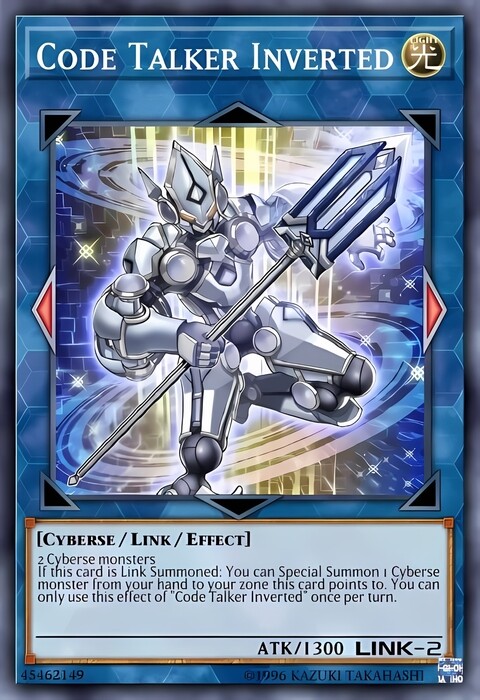 Code Talker Inverted
光
[Cyberse / Link / Effect]
2 Cyberse monsters
If this card is Link Summoned: You can Special Summon 1 Cyberse
monster from your hand to your zone this card points to. You can
only use this effect of "Code Talker Inverted" once per turn.
ATK/1300 LINK-2
45462149 ©1996 KAZUKI TAKAHASHI